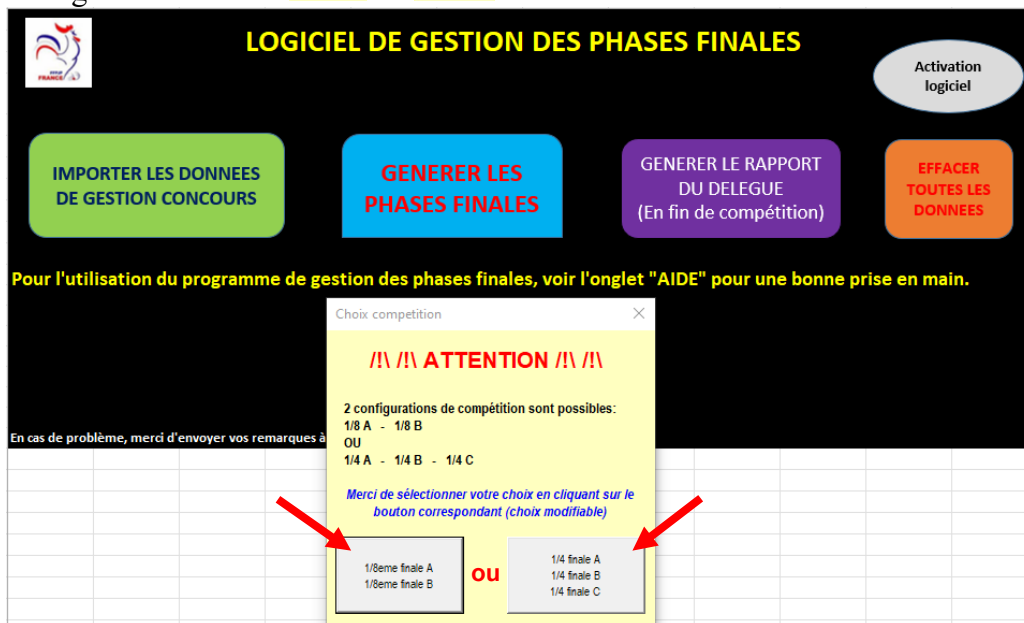 LOGICIEL DE GESTION DES PHASES FINALES
FRANCE
Activation
logiciel
IMPORTER LES DONNEES
DE GESTION CONCOURS
GENERER LES
PHASES FINALES
GENERER LE RAPPORT
DU DELEGUE
(En fin de compétition)
EFFACER
TOUTES LES
DONNEES
Pour l'utilisation du programme de gestion des phases finales, voir l'onglet "AIDE" pour une bonne prise en main.
Choix competition
/!\ /!\ ATTENTION /!\ /!\
2 configurations de compétition sont possibles:
1/8 A - 1/8 B
OU
1/4 A - 1/4 B - 1/4 C
En cas de problème, merci d'envoyer vos remarques à
Merci de sélectionner votre choix en cliquant sur le
bouton correspondant (choix modifiable)
1/8eme finale A
1/8eme finale B
ou
1/4 finale A
1/4 finale B
1/4 finale C